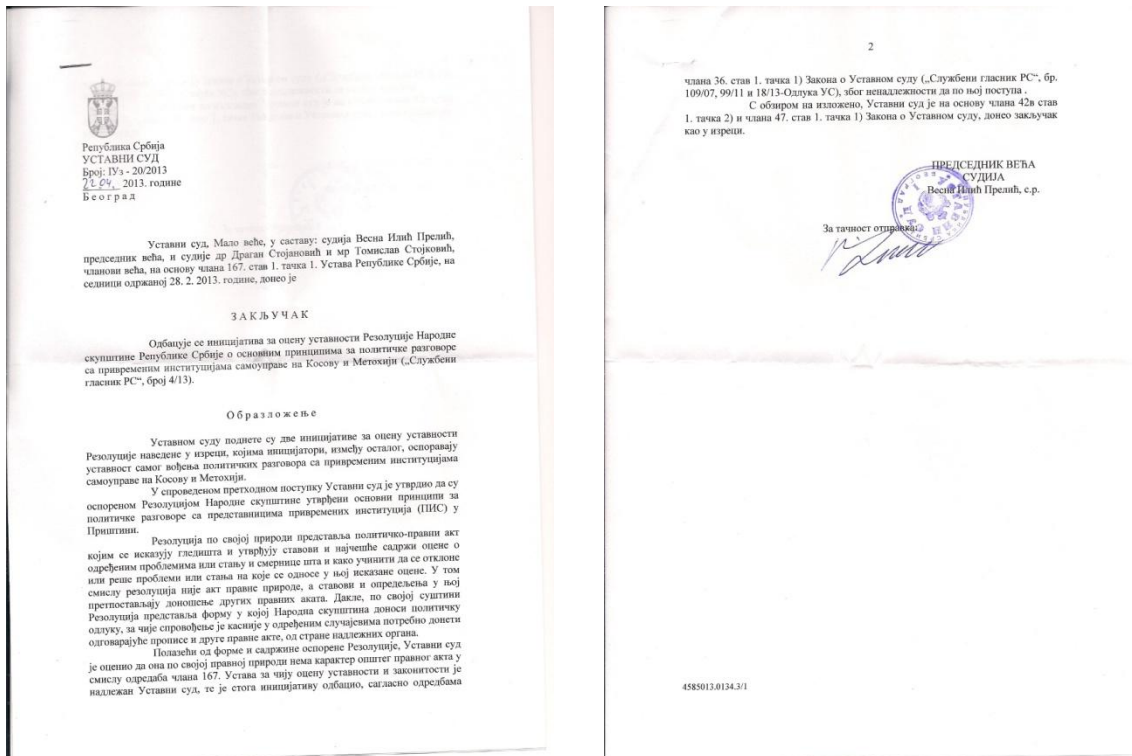 Република Србија
УСТАВНИ СУД
Број: IУз - 20/2013
22.04. 2013. године
Београд
Уставни суд, Мало веће, у саставу: судија Весна Илић Прелић,
председник већа, и судије др Драган Стојановић и мр Томислав Стојковић,
чланови већа, на основу члана 167. став 1. тачка 1. Устава Републике Србије, на
седници одржаној 28. 2. 2013. године, донео је
ЗАКЉУЧАК
Одбацује се иницијатива за оцену уставности Резолуције Народне
скупштине Републике Србије о основним принципима за политичке разговоре
са привременим институцијама самоуправе на Косову и Метохији („Службени
гласник РС“, број 4/13).
Образложење
Уставном суду поднете су две иницијативе за оцену уставности
Резолуције наведене у изреци, којима иницијатори, између осталог, оспоравају
уставност самог вођења политичких разговора са привременим институцијама
самоуправе на Косову и Метохији.
У спроведеном претходном поступку Уставни суд је утврдио да су
оспореном Резолуцијом Народне скупштине утврђени основни принципи за
политичке разговоре са представницима привремених институција (ПИС) у
Приштини.
Резолуција по својој природи представља политичко-правни акт
којим се исказују гледишта и утврђују ставови и најчешће садржи оцене о
одређеним проблемима или стању и смернице шта и како учинити да се отклоне
или реше проблеми или стања на које се односе у њој исказане оцене. У том
смислу резолуција није акт правне природе, а ставови и опредељења у њој
претпостављају доношење других правних аката. Дакле, по својој суштини
Резолуција представља форму у којој Народна скупштина доноси политичку
одлуку, за чије спровођење је касније у одређеним случајевима потребно донети
одговарајуће прописе и друге правне акте, од стране надлежних органа.
Полазећи од форме и садржине оспорене Резолуције, Уставни суд
је оценио да она по својој правној природи нема карактер општег правног акта у
смислу одредаба члана 167. Устава за чију оцену уставности и законитости је
надлежан Уставни суд, те је стога иницијативу одбацио, сагласно одредбама
2
члана 36. став 1. тачка 1) Закона о Уставном суду („Службени гласник РС“, бр.
109/07, 99/11 и 18/13-Одлука УС), због ненадлежности да по њој поступа .
С обзиром на изложено, Уставни суд је на основу члана 42в став
1. тачка 2) и члана 47. став 1. тачка 1) Закона о Уставном суду, донео закључак
као у изреци.
ПРЕДСЕДНИК ВЕЋА
СУДИЈА
Весна Илић Прелић, с.р.
За тачност отправка:
4585013.0134.3/1